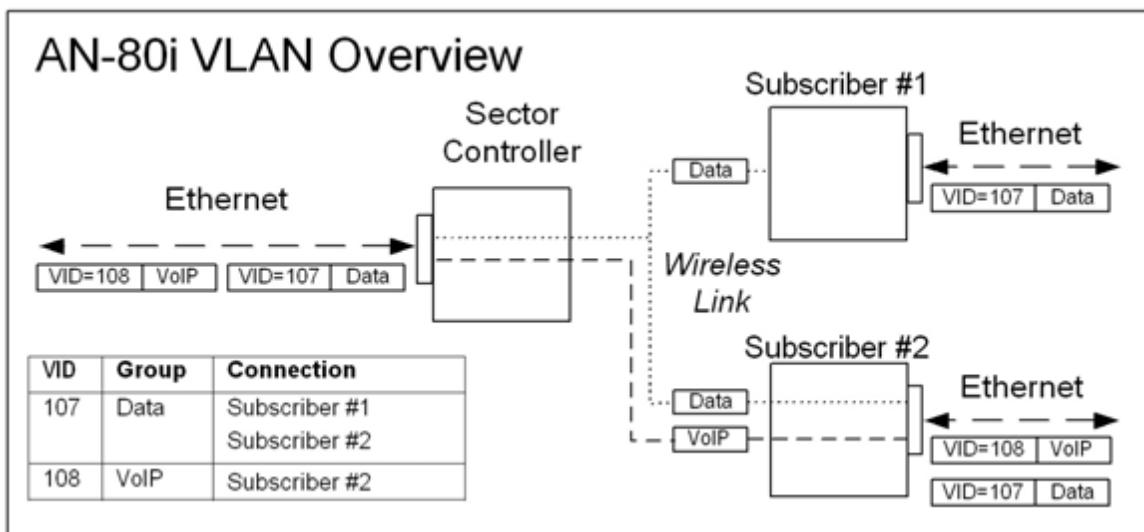 AN-80i VLAN Overview
Sector
Controller
Ethernet
VID=108 VoIP VID=107 Data
Subscriber #1
Data
Ethernet
VID=107 Data
Wireless
Link
Subscriber #2
Data
VoIP
Ethernet
VID=108 VoIP
VID=107 Data
VID Group Connection
107 Data Subscriber #1
Subscriber #2
108 VoIP Subscriber #2